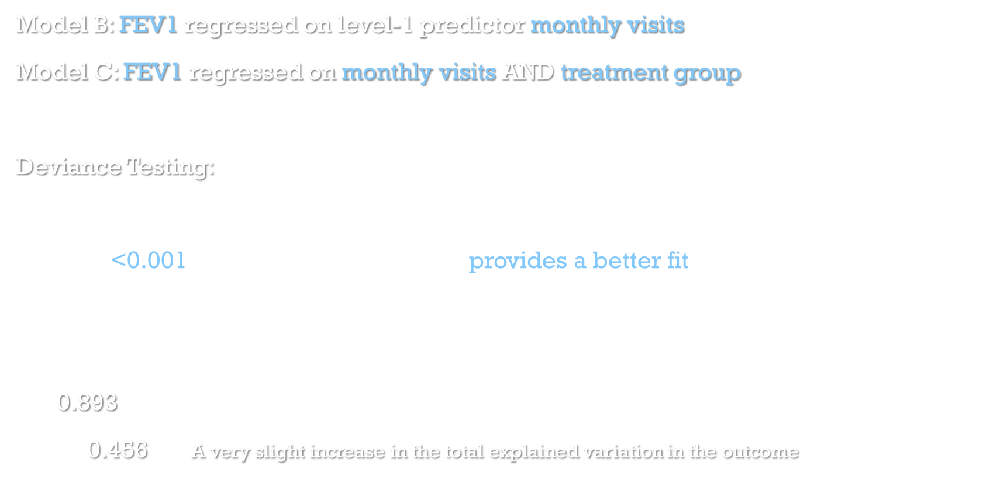 Model B: FEV1 regressed on level-1 predictor monthly visits
Model C: FEV1 regressed on monthly visits AND treatment group
Deviance Testing:
<0.001 provides a better fit
0.893
0.456 A very slight increase in the total explained variation in the outcome